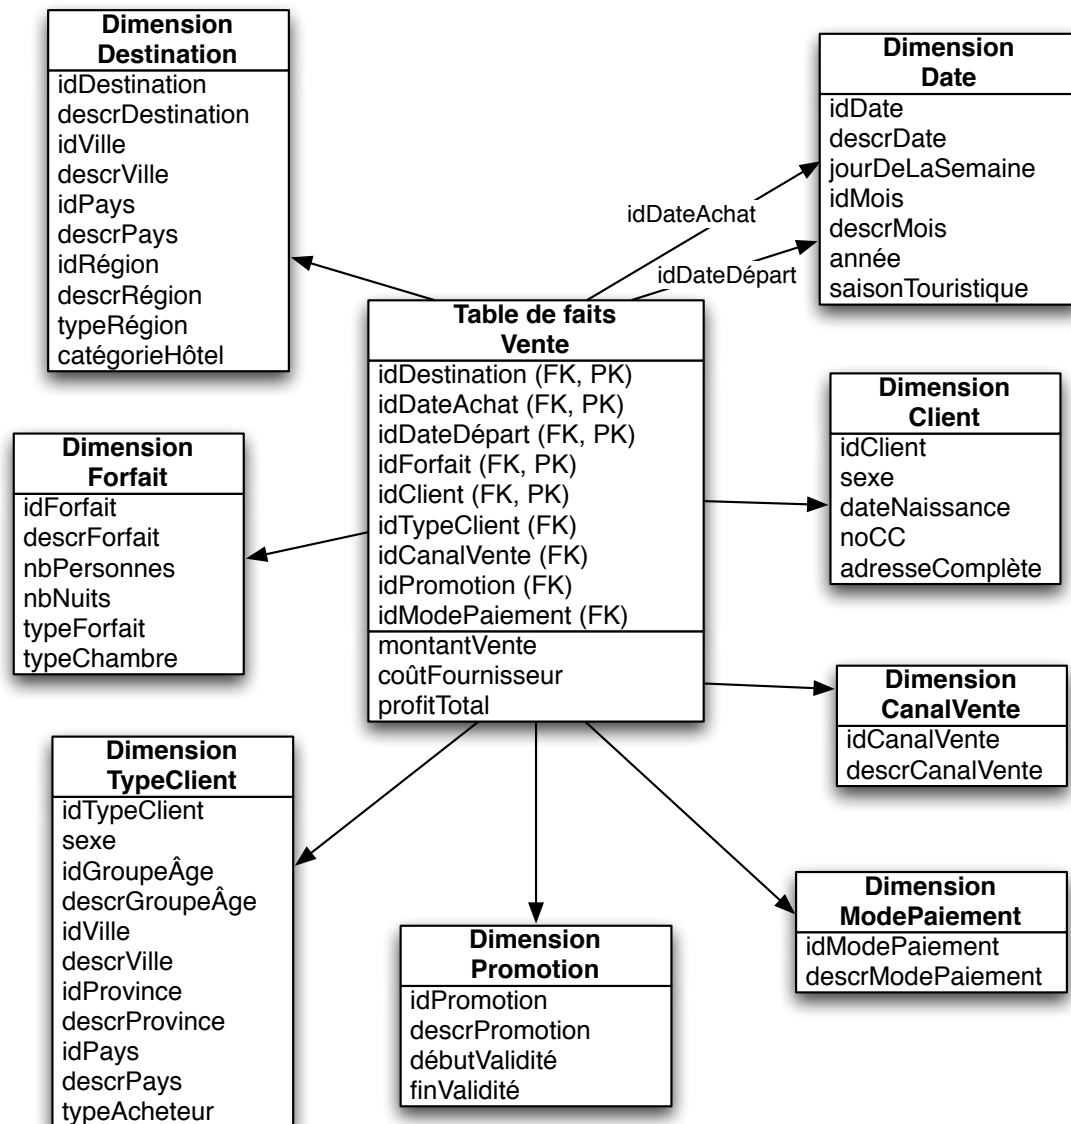 Dimension
Destination
idDestination
descrDestination
idVille
descrVille
idPays
descrPays
idRégion
descrRégion
typeRégion
catégorieHôtel
Dimension
Date
idDate
descrDate
jourDeLaSemaine
idMois
descrMois
année
saisonTouristique
idDateAchat
idDateDépart
Table de faits
Vente
idDestination (FK, PK)
idDateAchat (FK, PK)
idDateDépart (FK, PK)
idForfait (FK, PK)
idClient (FK, PK)
idTypeClient (FK)
idCanalVente (FK)
idPromotion (FK)
idModePaiement (FK)
montantVente
coûtFournisseur
profitTotal
Dimension
Client
idClient
sexe
dateNaissance
noCC
adresseComplète
Dimension
Forfait
idForfait
descrForfait
nbPersonnes
nbNuits
typeForfait
typeChambre
Dimension
CanalVente
idCanalVente
descrCanalVente
Dimension
TypeClient
idTypeClient
sexe
idGroupeÂge
descrGroupeÂge
idVille
descrVille
idProvince
descrProvince
idPays
descrPays
typeAcheteur
Dimension
Promotion
idPromotion
descrPromotion
débutValidité
finValidité
Dimension
ModePaiement
idModePaiement
descrModePaiement